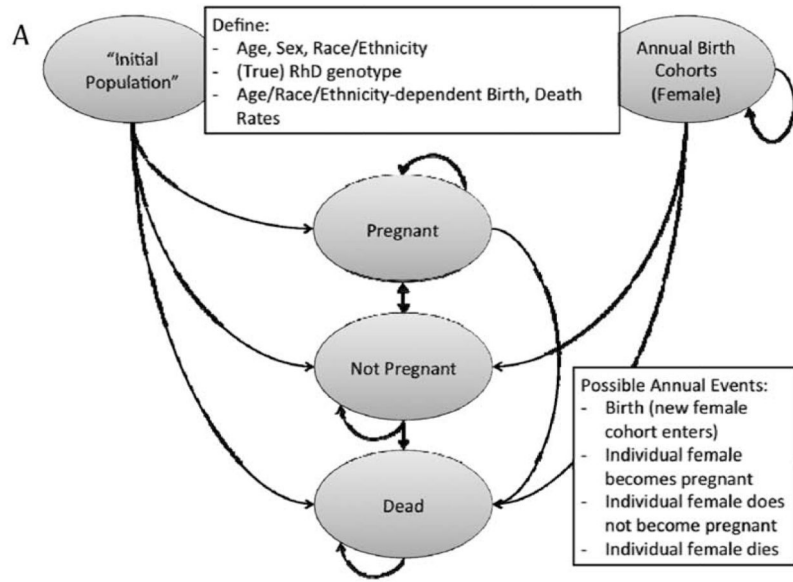 A
"Initial
Population"
Define:
- Age, Sex, Race/Ethnicity
- (True) RhD genotype
- Age/Race/Ethnicity-dependent Birth, Death
Rates
Annual Birth
Cohorts
(Female)
Pregnant
Not Pregnant
Dead
Possible Annual Events:
- Birth (new female
cohort enters)
- Individual female
becomes pregnant
- Individual female does
not become pregnant
- Individual female dies